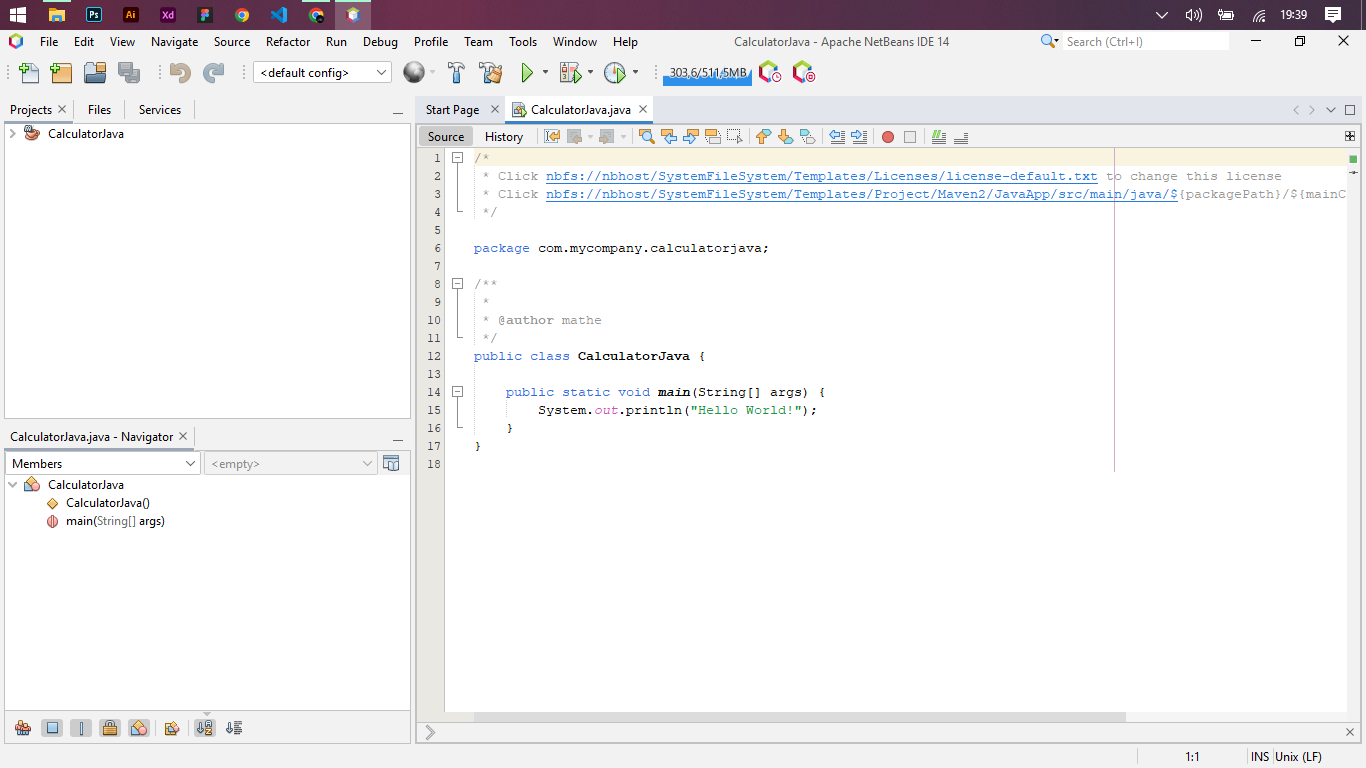 Ps
Ai
Xd
19:39
File Edit View Navigate Source Refactor Run Debug Profile Team Tools Window Help
CalculatorJava - Apache NetBeans IDE 14
Search (Ctrl+I)
<default config>
303,6/511,5MB
Projects Files Services
CalculatorJava
Start Page CalculatorJava.java
Source History
1 /*
2 * Click nbfs://nbhost/SystemFileSystem/Templates/Licenses/license-default.txt to change this license
3 * Click nbfs://nbhost/SystemFileSystem/Templates/Project/Maven2/JavaApp/src/main/java/${packagePath}/${mainC
4 */
5
6 package com.mycompany.calculatorjava;
7
8 /**
9 *
10 * @author mathe
11 */
12 public class CalculatorJava {
13
14 public static void main(String[] args) {
15 System.out.println("Hello World!");
16 }
17 }
18
CalculatorJava.java - Navigator
Members <empty>
CalculatorJava
CalculatorJava()
main(String[] args)
1:1 INS Unix (LF)